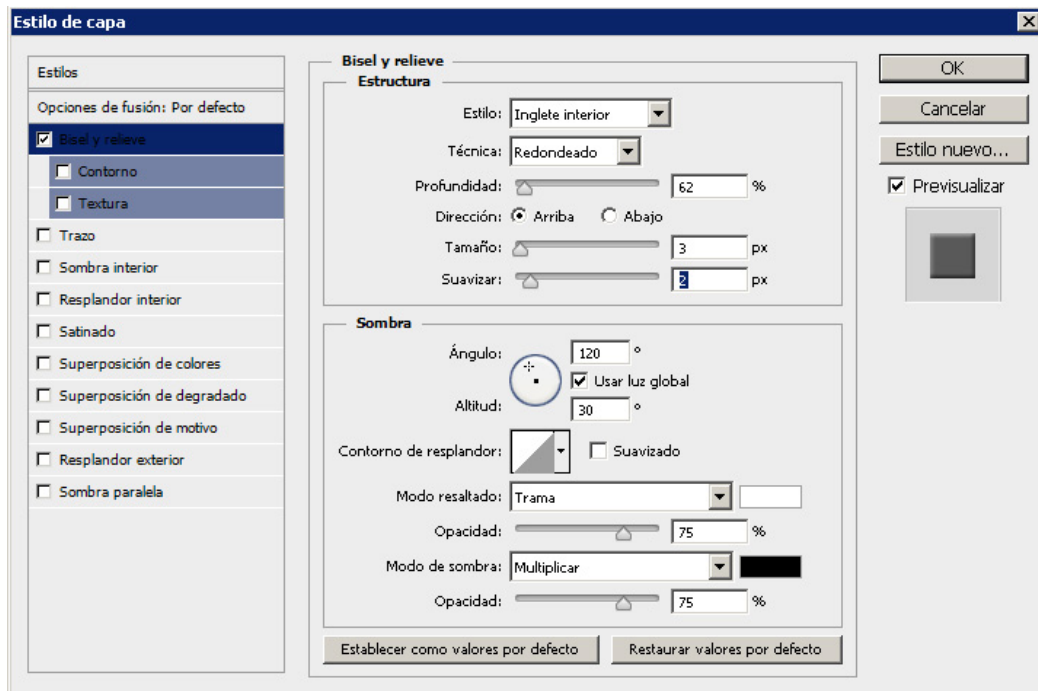 Estilo de capa
Estilos
Opciones de fusión: Por defecto
Bisel y relieve
Contorno
Textura
Trazo
Sombra interior
Resplandor interior
Satinado
Superposición de colores
Superposición de degradado
Superposición de motivo
Resplandor exterior
Sombra paralela
Bisel y relieve
Estructura
Estilo: Inglete interior
Técnica: Redondeado
Profundidad: 62 %
Dirección: Arriba Abajo
Tamaño: 3 px
Suavizar: 2 px
Sombra
Ángulo: 120 °
Usar luz global
Altitud: 30 °
Contorno de resplandor: Suavizado
Modo resaltado: Trama
Opacidad: 75 %
Modo de sombra: Multiplicar
Opacidad: 75 %
Establecer como valores por defecto Restaurar valores por defecto
OK
Cancelar
Estilo nuevo...
Previsualizar